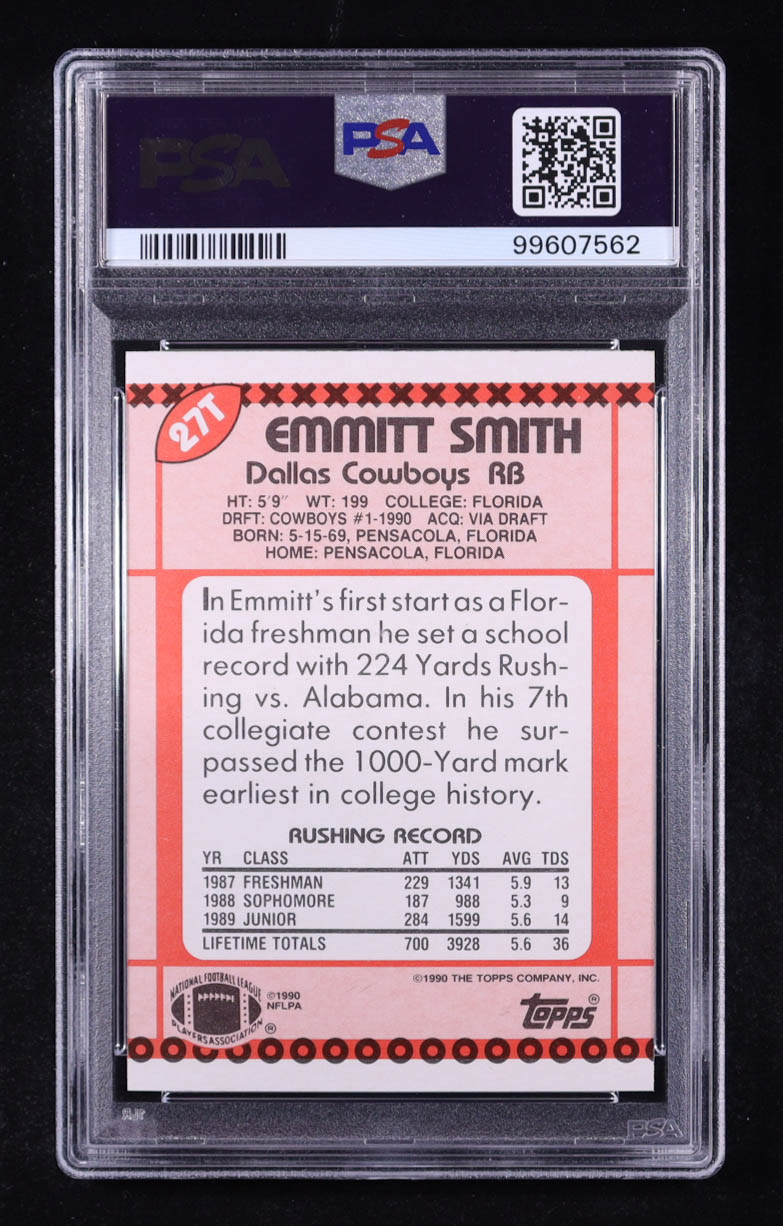 PSA
PSA
99607562
27T
EMMITT SMITH
Dallas Cowboys RB
HT: 5'9" WT: 199 COLLEGE: FLORIDA
DRFT: COWBOYS #1-1990 ACQ: VIA DRAFT
BORN: 5-15-69, PENSACOLA, FLORIDA
HOME: PENSACOLA, FLORIDA
In Emmitt's first start as a Flor-
ida freshman he set a school
record with 224 Yards Rush-
ing vs. Alabama. In his 7th
collegiate contest he sur-
passed the 1000-Yard mark
earliest in college history.
RUSHING RECORD
YR CLASS ATT YDS AVG TDS
1987 FRESHMAN 229 1341 5.9 13
1988 SOPHOMORE 187 988 5.3 9
1989 JUNIOR 284 1599 5.6 14
LIFETIME TOTALS 700 3928 5.6 36
©1990 THE TOPPS COMPANY, INC.
NATIONAL FOOTBALL LEAGUE
PLAYERS ASSOCIATION ®
©1990
NFLPA
Topps ®
PSA